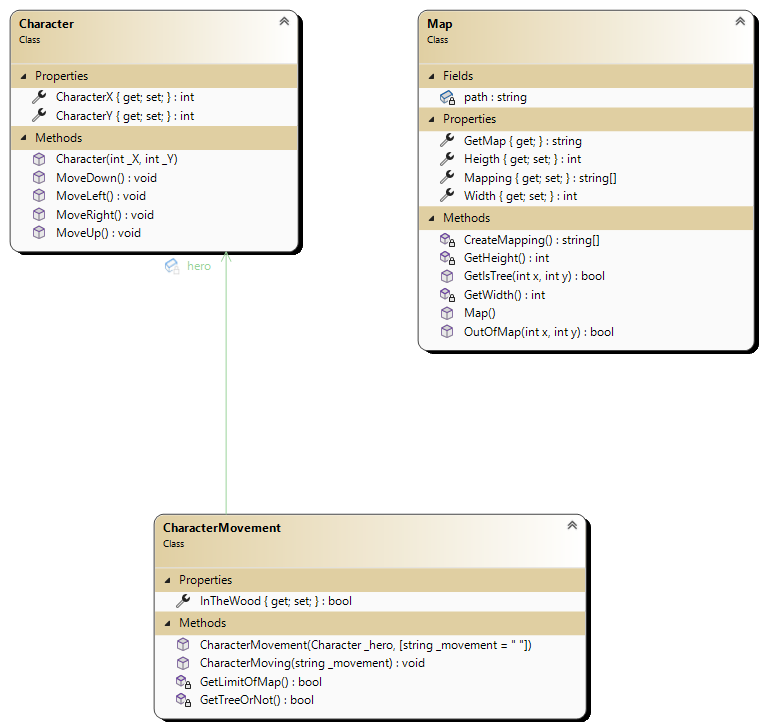 Character
Class
Properties
CharacterX { get; set; } : int
CharacterY { get; set; } : int
Methods
Character(int _X, int _Y)
MoveDown() : void
MoveLeft() : void
MoveRight() : void
MoveUp() : void
hero
Map
Class
Fields
path : string
Properties
GetMap { get; } : string
Heigth { get; set; } : int
Mapping { get; set; } : string[]
Width { get; set; } : int
Methods
CreateMapping() : string[]
GetHeight() : int
GetIsTree(int x, int y) : bool
GetWidth() : int
Map()
OutOfMap(int x, int y) : bool
CharacterMovement
Class
Properties
InTheWood { get; set; } : bool
Methods
CharacterMovement(Character _hero, [string _movement = " "])
CharacterMoving(string _movement) : void
GetLimitOfMap() : bool
GetTreeOrNot() : bool